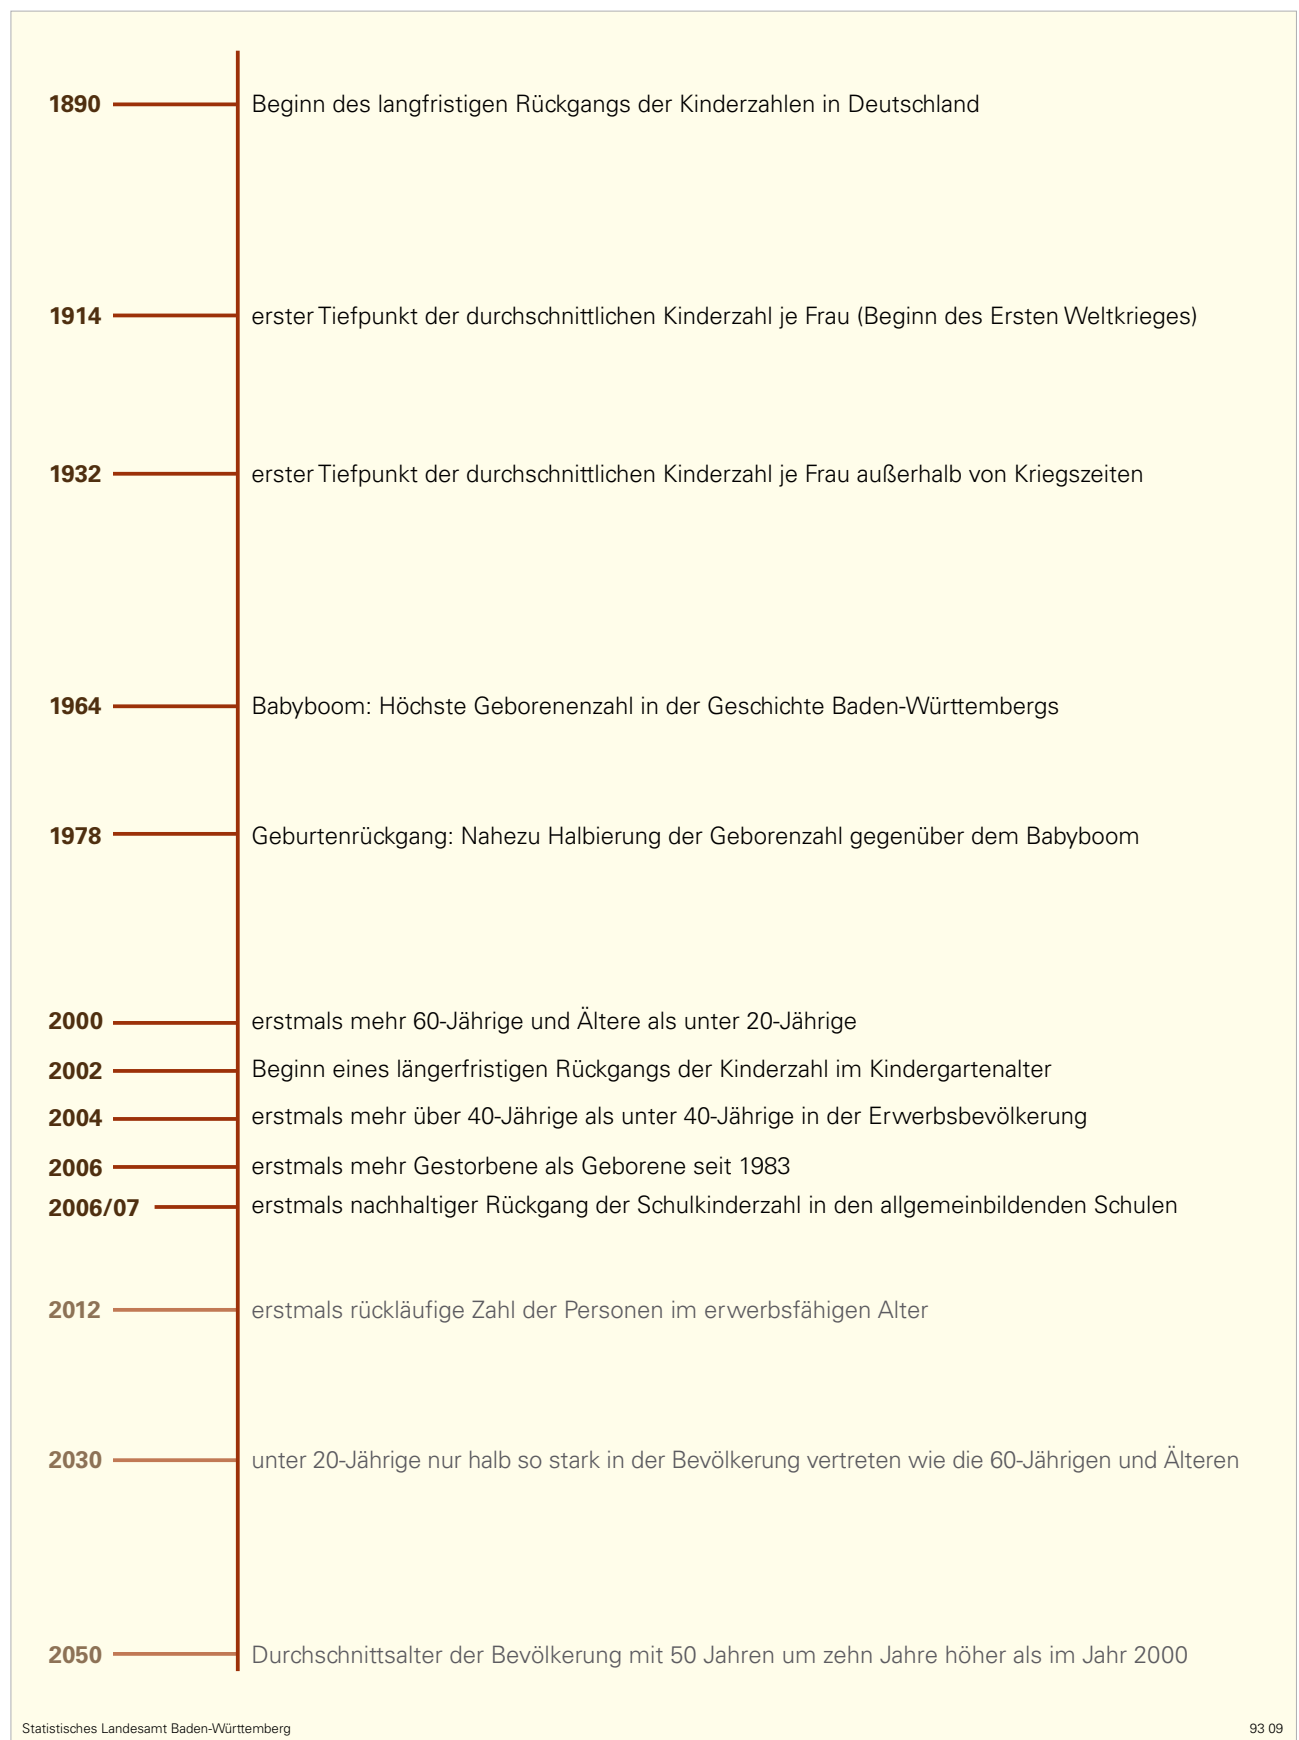 1890 Beginn des langfristigen Rückgangs der Kinderzahlen in Deutschland
1914 erster Tiefpunkt der durchschnittlichen Kinderzahl je Frau (Beginn des Ersten Weltkrieges)
1932 erster Tiefpunkt der durchschnittlichen Kinderzahl je Frau außerhalb von Kriegszeiten
1964 Babyboom: Höchste Geborenenzahl in der Geschichte Baden-Württembergs
1978 Geburtenrückgang: Nahezu Halbierung der Geborenzahl gegenüber dem Babyboom
2000 erstmals mehr 60-Jährige und Ältere als unter 20-Jährige
2002 Beginn eines längerfristigen Rückgangs der Kinderzahl im Kindergartenalter
2004 erstmals mehr über 40-Jährige als unter 40-Jährige in der Erwerbsbevölkerung
2006 erstmals mehr Gestorbene als Geborene seit 1983
2006/07 erstmals nachhaltiger Rückgang der Schulkinderzahl in den allgemeinbildenden Schulen
2012 erstmals rückläufige Zahl der Personen im erwerbsfähigen Alter
2030 unter 20-Jährige nur halb so stark in der Bevölkerung vertreten wie die 60-Jährigen und Älteren
2050 Durchschnittsalter der Bevölkerung mit 50 Jahren um zehn Jahre höher als im Jahr 2000
Statistisches Landesamt Baden-Württemberg 93 09